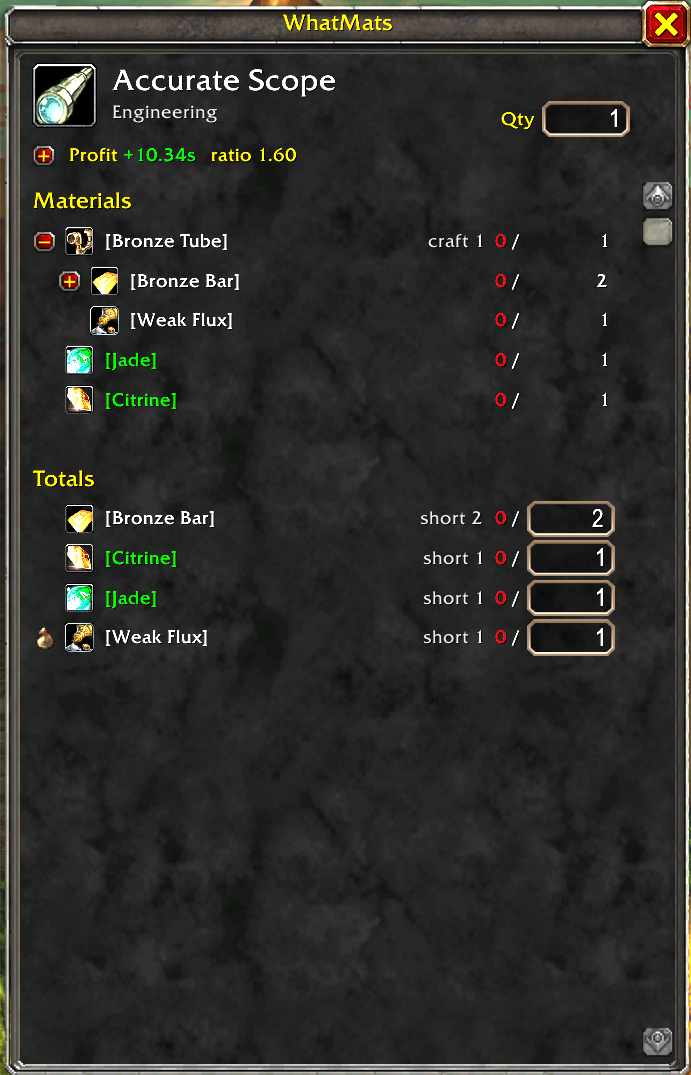 WhatMats
Accurate Scope
Engineering
Qty 1
Profit +10.34s ratio 1.60
Materials
[Bronze Tube] craft 1 0 / 1
[Bronze Bar] 0 / 2
[Weak Flux] 0 / 1
[Jade] 0 / 1
[Citrine] 0 / 1
Totals
[Bronze Bar] short 2 0 / 2
[Citrine] short 1 0 / 1
[Jade] short 1 0 / 1
[Weak Flux] short 1 0 / 1